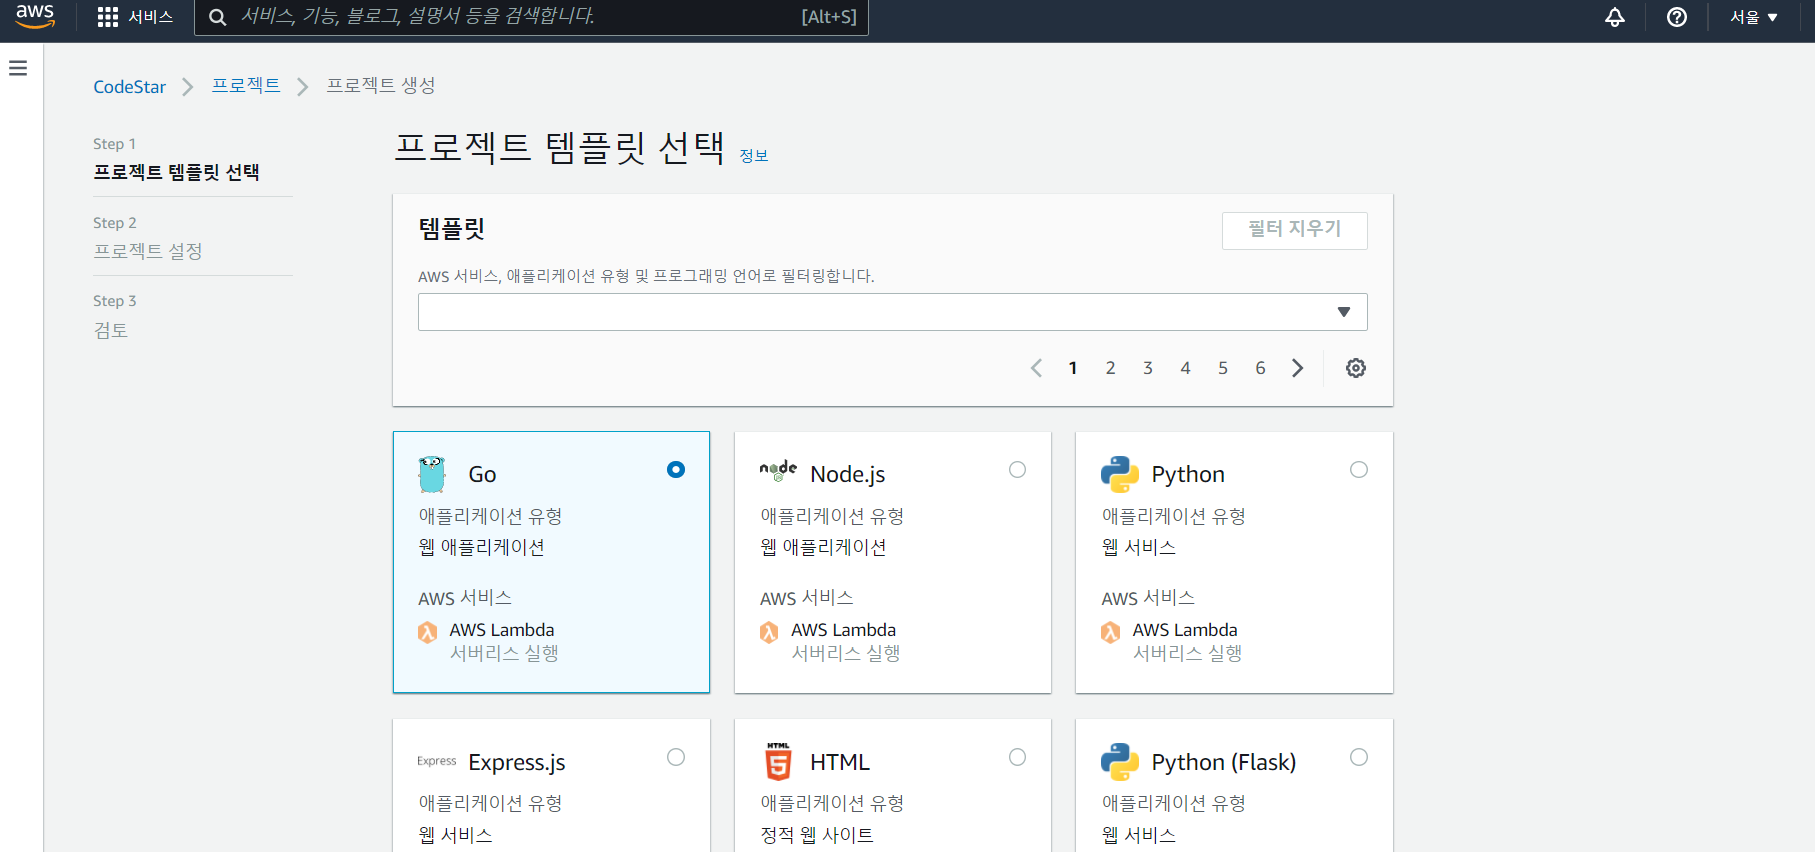 aws 서비스 서비스, 기능, 블로그, 설명서 등을 검색합니다. [Alt+S] 서울 ▼
CodeStar 프로젝트 프로젝트 생성
Step 1
프로젝트 템플릿 선택
Step 2
프로젝트 설정
Step 3
검토
프로젝트 템플릿 선택 정보
템플릿 필터 지우기
AWS 서비스, 애플리케이션 유형 및 프로그래밍 언어로 필터링합니다.
1 2 3 4 5 6
Go
애플리케이션 유형
웹 애플리케이션
AWS 서비스
AWS Lambda
서버리스 실행
node Node.js
애플리케이션 유형
웹 애플리케이션
AWS 서비스
AWS Lambda
서버리스 실행
Python
애플리케이션 유형
웹 서비스
AWS 서비스
AWS Lambda
서버리스 실행
Express Express.js
애플리케이션 유형
웹 서비스
HTML 5 HTML
애플리케이션 유형
정적 웹 사이트
Python (Flask)
애플리케이션 유형
웹 서비스